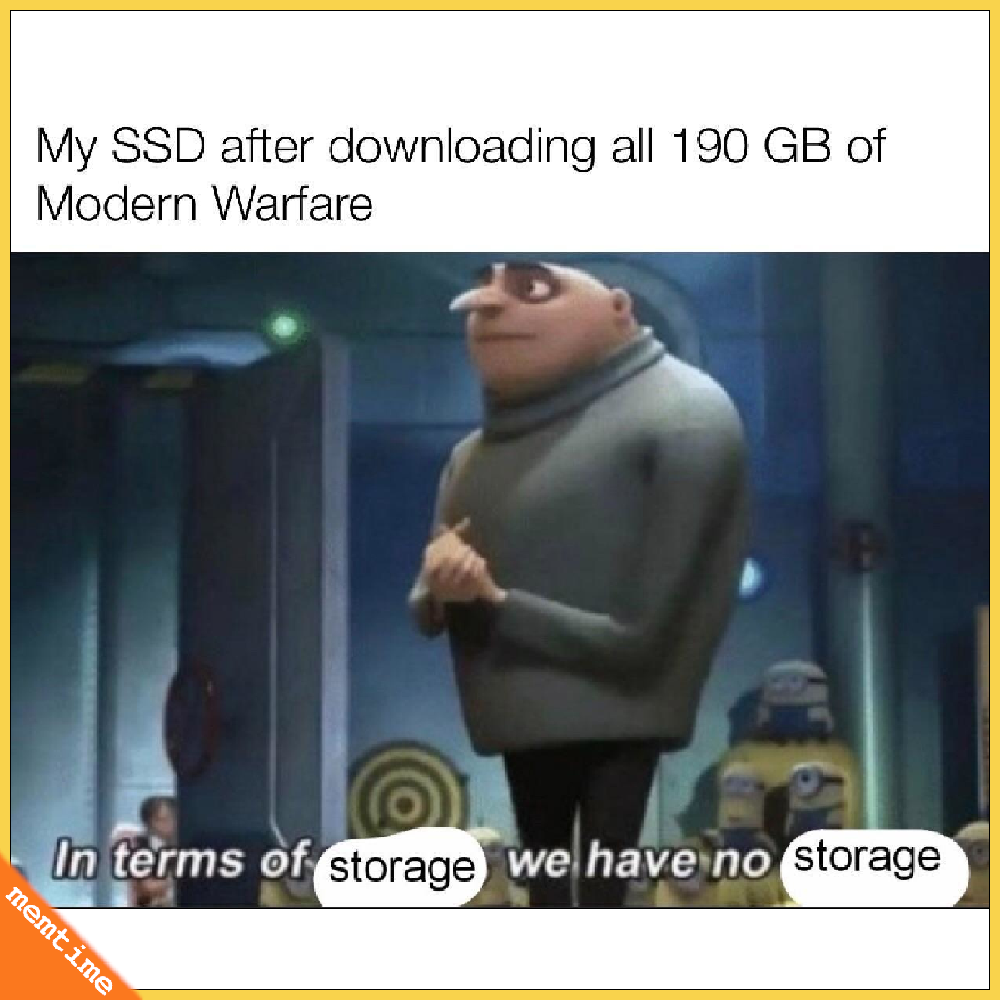 My SSD after downloading all 190 GB of
Modern Warfare
In terms of storage we have no storage
memtime